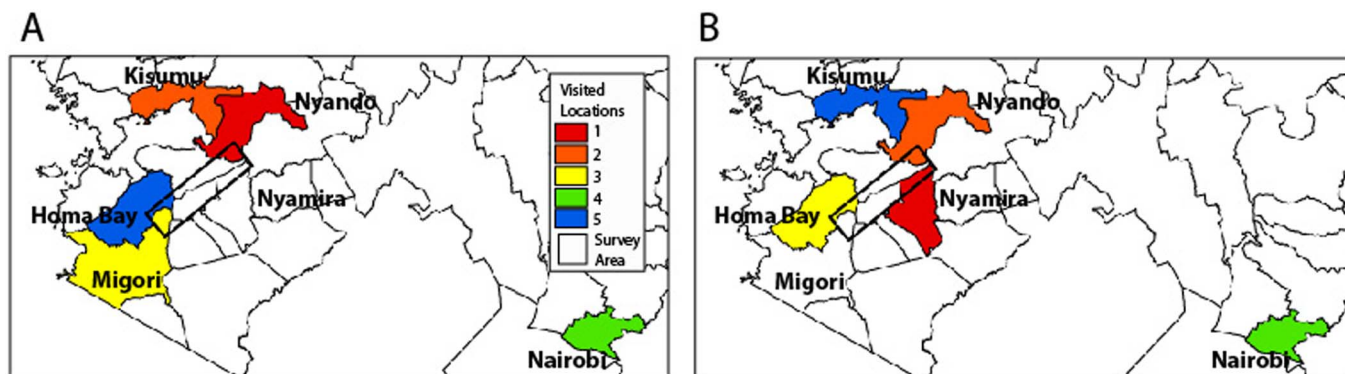 A
B
Kisumu
Nyando
Nyamira
Homa Bay
Migori
Nairobi
Visited
Locations
1
2
3
4
5
Survey
Area
Kisumu
Nyando
Nyamira
Homa Bay
Migori
Nairobi